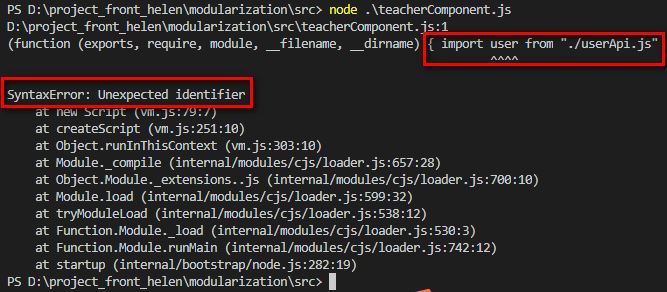 PS D:\project_front_helen\modularization\src> node .\teacherComponent.js
D:\project_front_helen\modularization\src\teacherComponent.js:1
(function (exports, require, module, __filename, __dirname) { import user from "./userApi.js"
^^^^
SyntaxError: Unexpected identifier
at new Script (vm.js:79:7)
at createScript (vm.js:251:10)
at Object.runInThisContext (vm.js:303:10)
at Module._compile (internal/modules/cjs/loader.js:657:28)
at Object.Module._extensions..js (internal/modules/cjs/loader.js:700:10)
at Module.load (internal/modules/cjs/loader.js:599:32)
at tryModuleLoad (internal/modules/cjs/loader.js:538:12)
at Function.Module._load (internal/modules/cjs/loader.js:530:3)
at Function.Module.runMain (internal/modules/cjs/loader.js:742:12)
at startup (internal/bootstrap/node.js:282:19)
PS D:\project_front_helen\modularization\src>